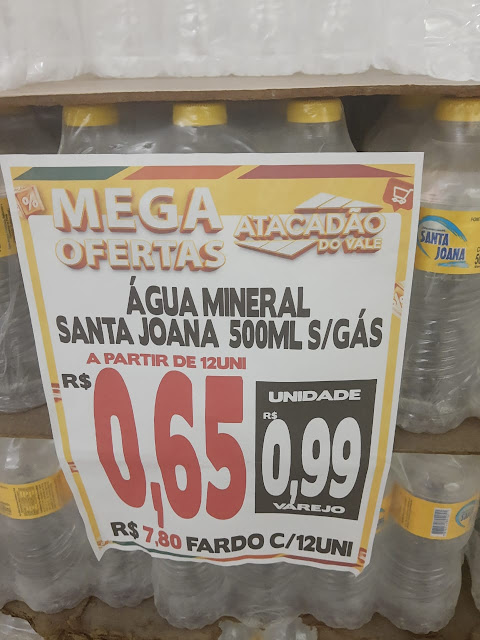 MEGA
OFERTAS
ATACADÃO
DO VALE
%
ÁGUA MINERAL
SANTA JOANA 500ML S/GÁS
A PARTIR DE 12UNI
R$ 0,65
UNIDADE
R$ 0,99
VAREJO
R$ 7,80 FARDO C/12UNI
SANTA
JOANA